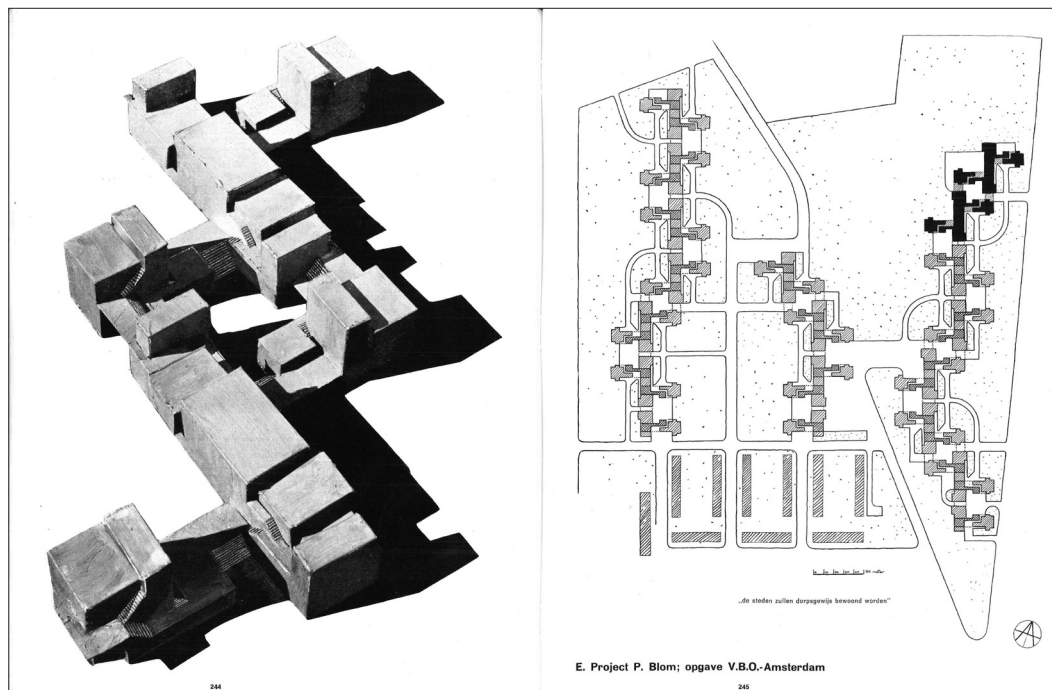 244
„de steden zullen dorpsgewijs bewoond worden"
E. Project P. Blom; opgave V.B.O.-Amsterdam
245